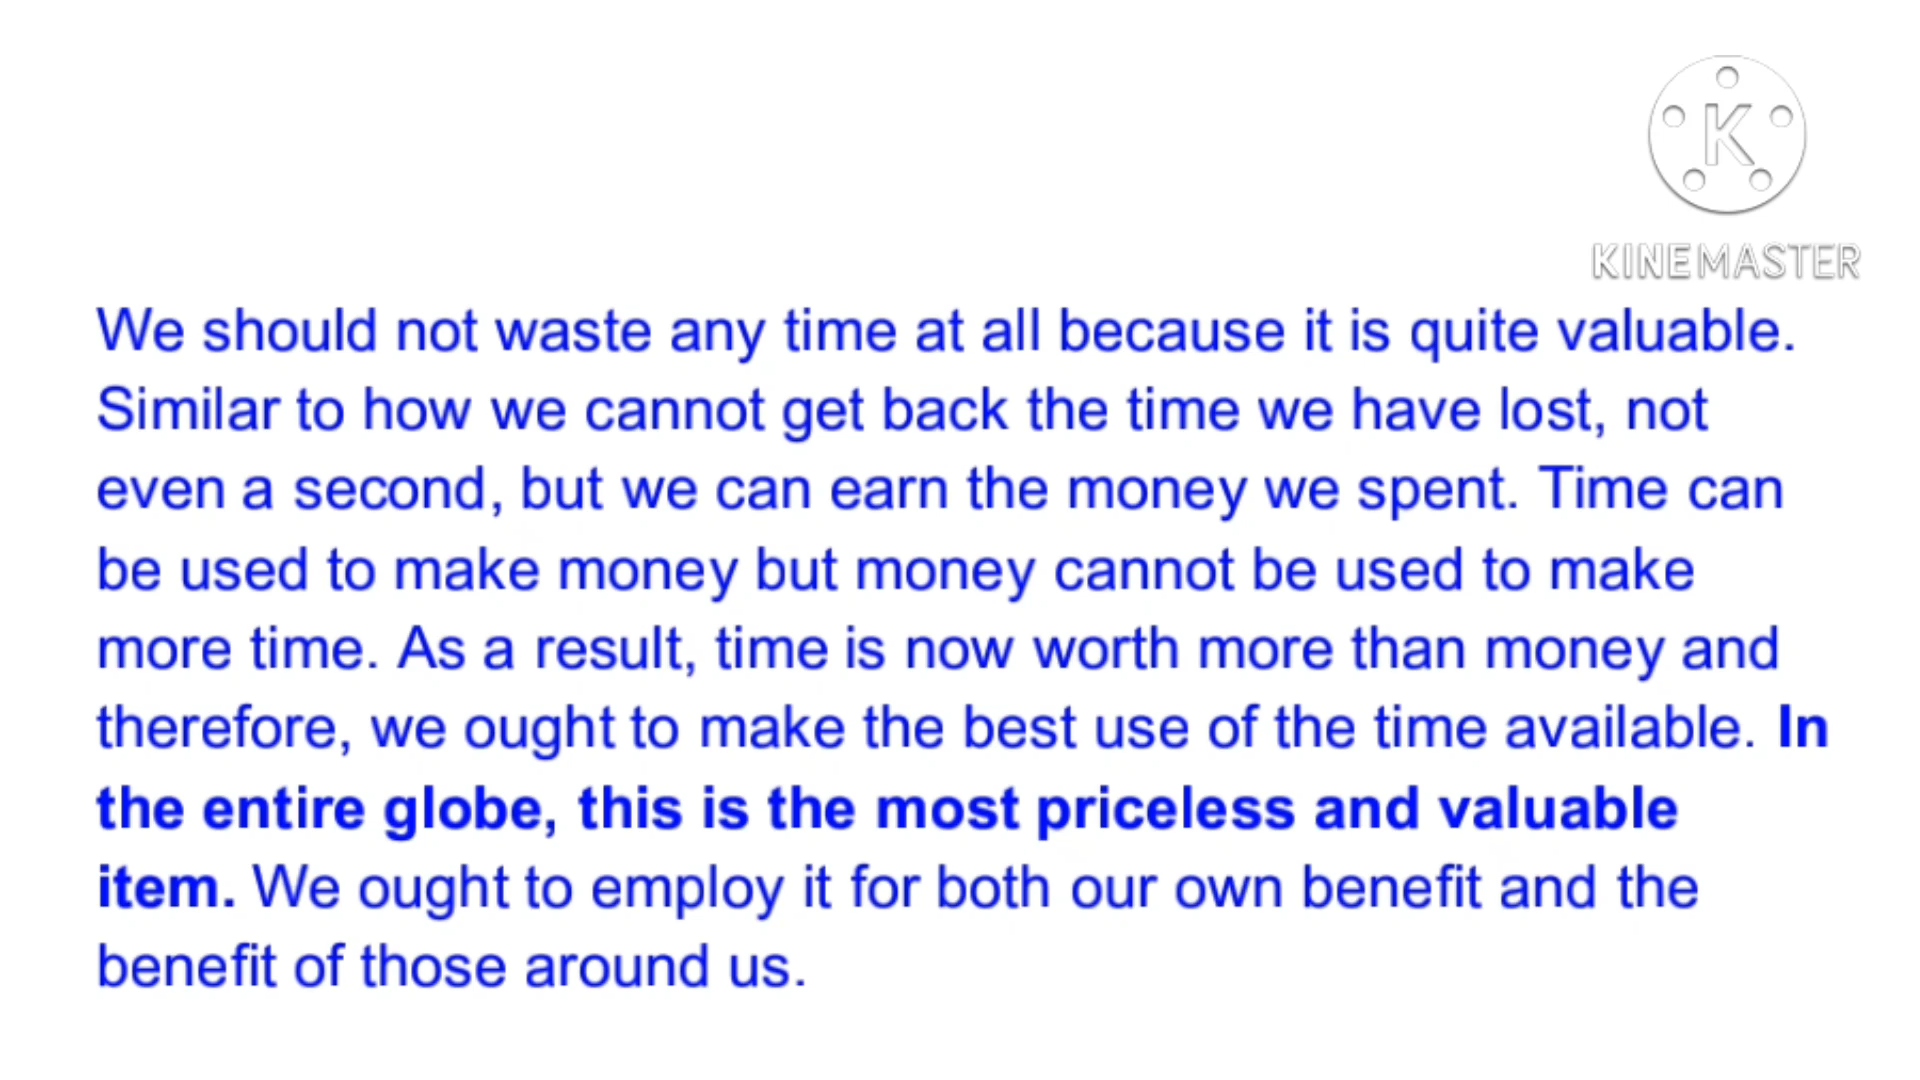 KINEMASTER
We should not waste any time at all because it is quite valuable.
Similar to how we cannot get back the time we have lost, not
even a second, but we can earn the money we spent. Time can
be used to make money but money cannot be used to make
more time. As a result, time is now worth more than money and
therefore, we ought to make the best use of the time available. In
the entire globe, this is the most priceless and valuable
item. We ought to employ it for both our own benefit and the
benefit of those around us.